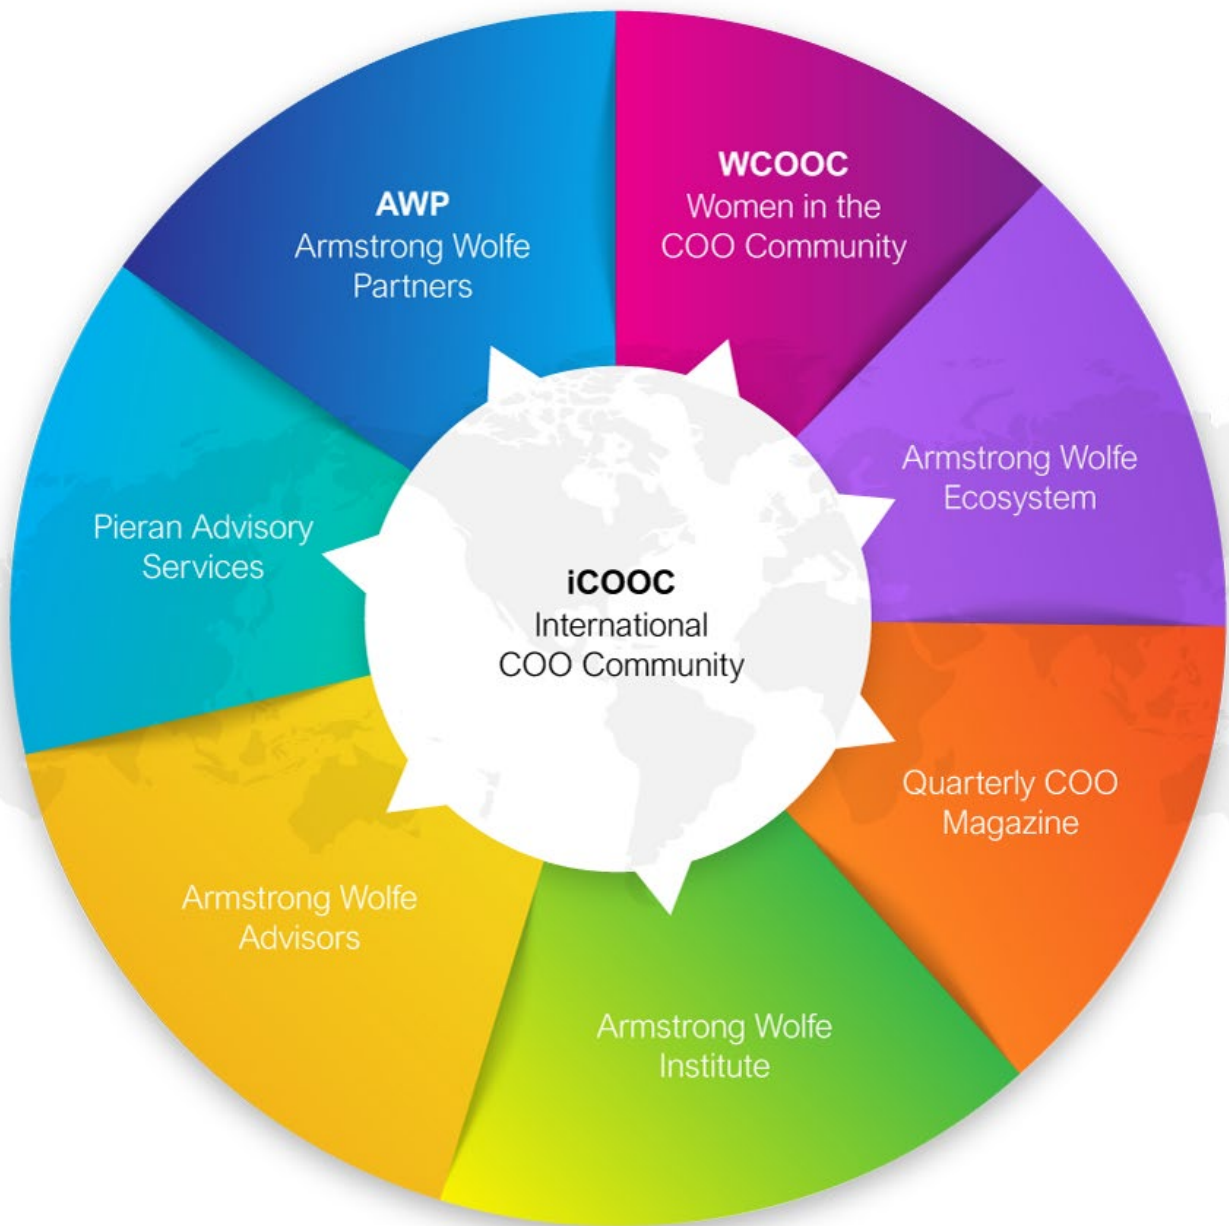 AWP
Armstrong Wolfe
Partners
WCOOC
Women in the
COO Community
Armstrong Wolfe
Ecosystem
Pieran Advisory
Services
iCOOC
International
COO Community
Quarterly COO
Magazine
Armstrong Wolfe
Advisors
Armstrong Wolfe
Institute